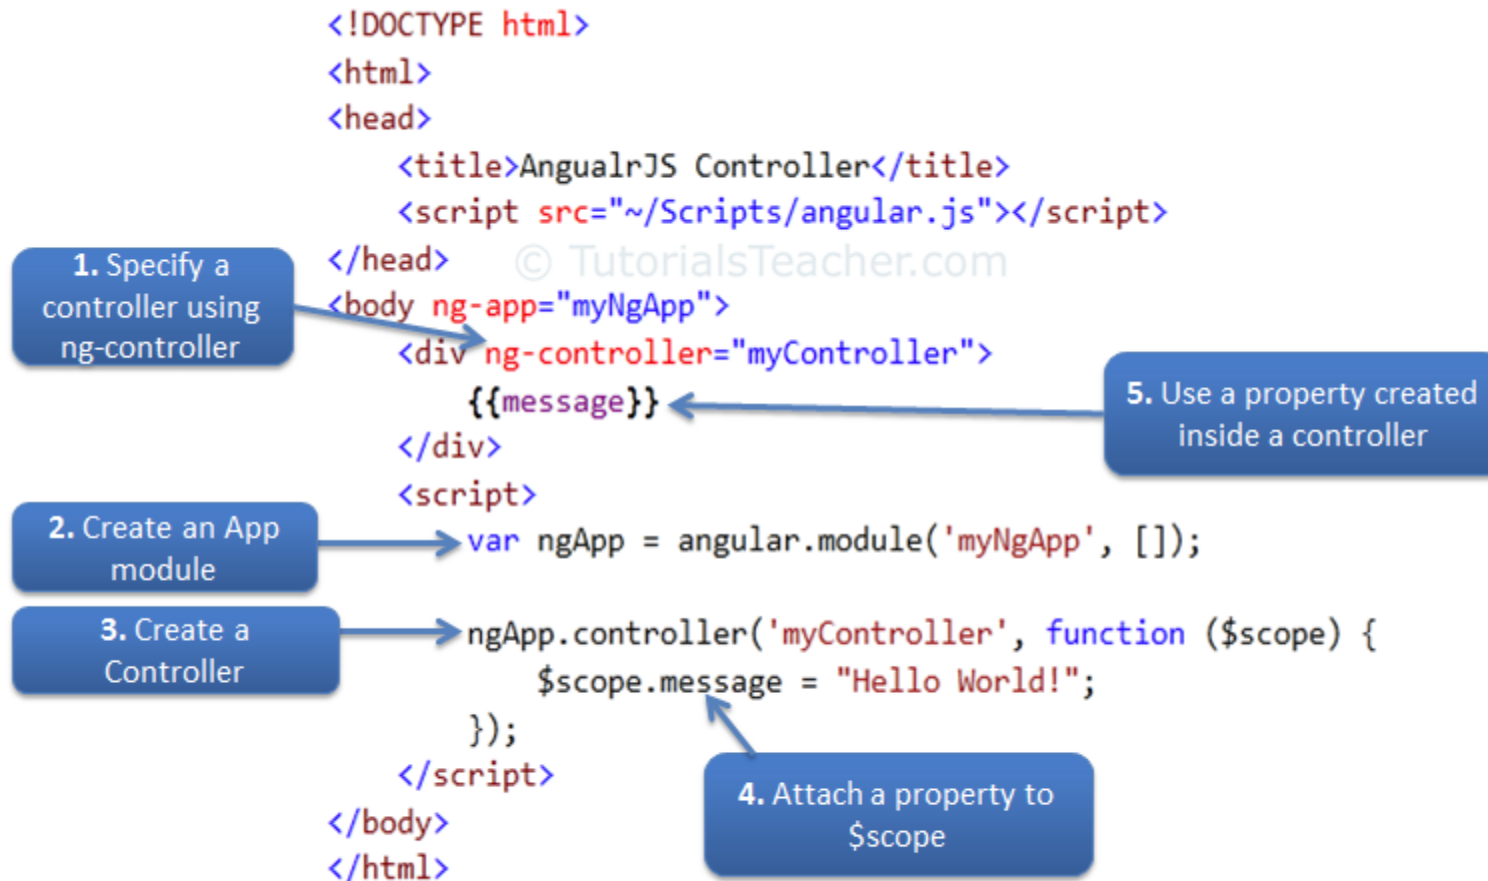 <!DOCTYPE html>
<html>
<head>
<title>AngualrJS Controller</title>
<script src="~/Scripts/angular.js"></script>
</head>
© TutorialsTeacher.com
<body ng-app="myNgApp">
<div ng-controller="myController">
{{message}}
</div>
<script>
var ngApp = angular.module('myNgApp', []);
ngApp.controller('myController', function ($scope) {
$scope.message = "Hello World!";
});
</script>
</body>
</html>
1. Specify a
controller using
ng-controller
2. Create an App
module
3. Create a
Controller
4. Attach a property to
$scope
5. Use a property created
inside a controller